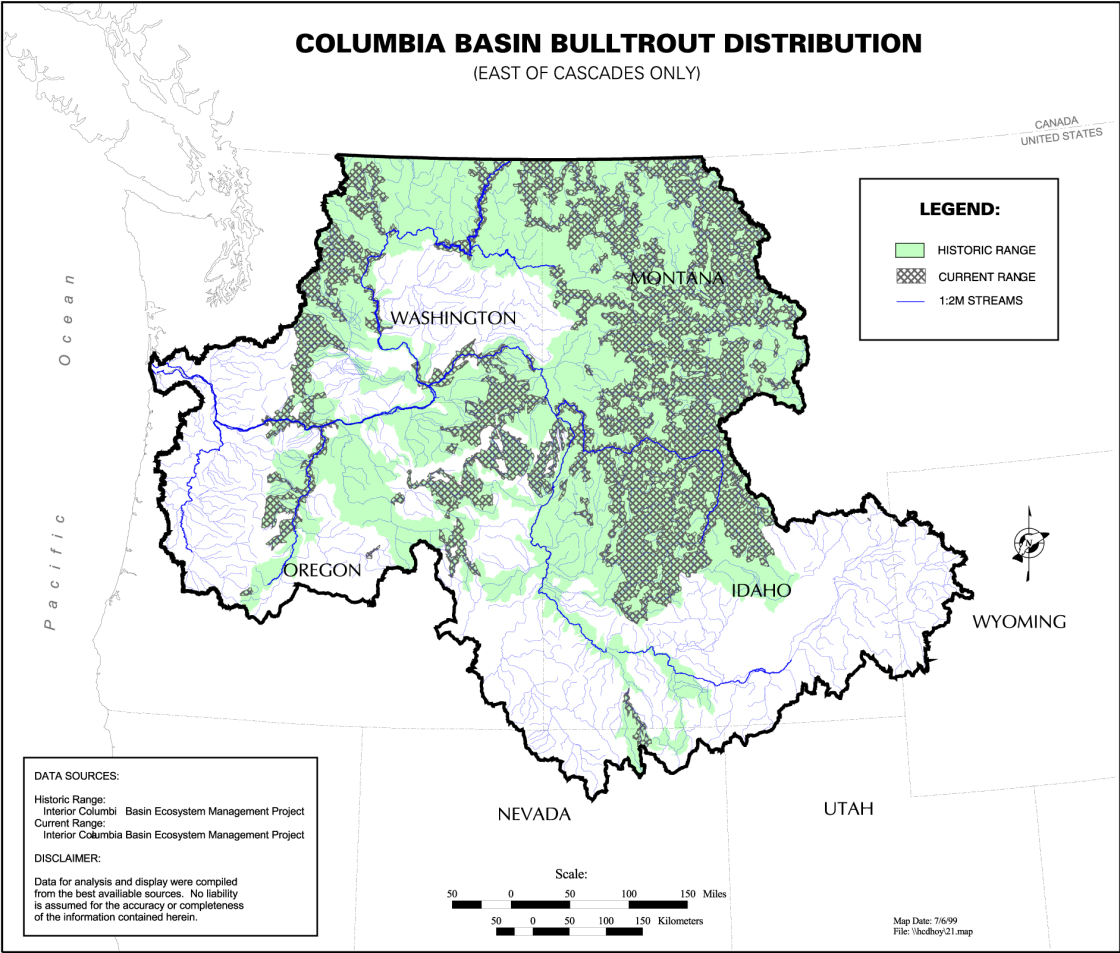 COLUMBIA BASIN BULLTROUT DISTRIBUTION
(EAST OF CASCADES ONLY)
CANADA
UNITED STATES
LEGEND:
HISTORIC RANGE
CURRENT RANGE
1:2M STREAMS
Pacific Ocean
MONTANA
WASHINGTON
OREGON
IDAHO
WYOMING
N
NEVADA
UTAH
DATA SOURCES:
Historic Range:
Interior Columbi Basin Ecosystem Management Project
Current Range:
Interior Columbia Basin Ecosystem Management Project
DISCLAIMER:
Data for analysis and display were compiled
from the best availiable sources. No liability
is assumed for the accuracy or completeness
of the information contained herein.
Scale:
50 0 50 100 150 Miles
50 0 50 100 150 Kilometers
Map Date: 7/6/99
File: \\hcdhoy\21.map